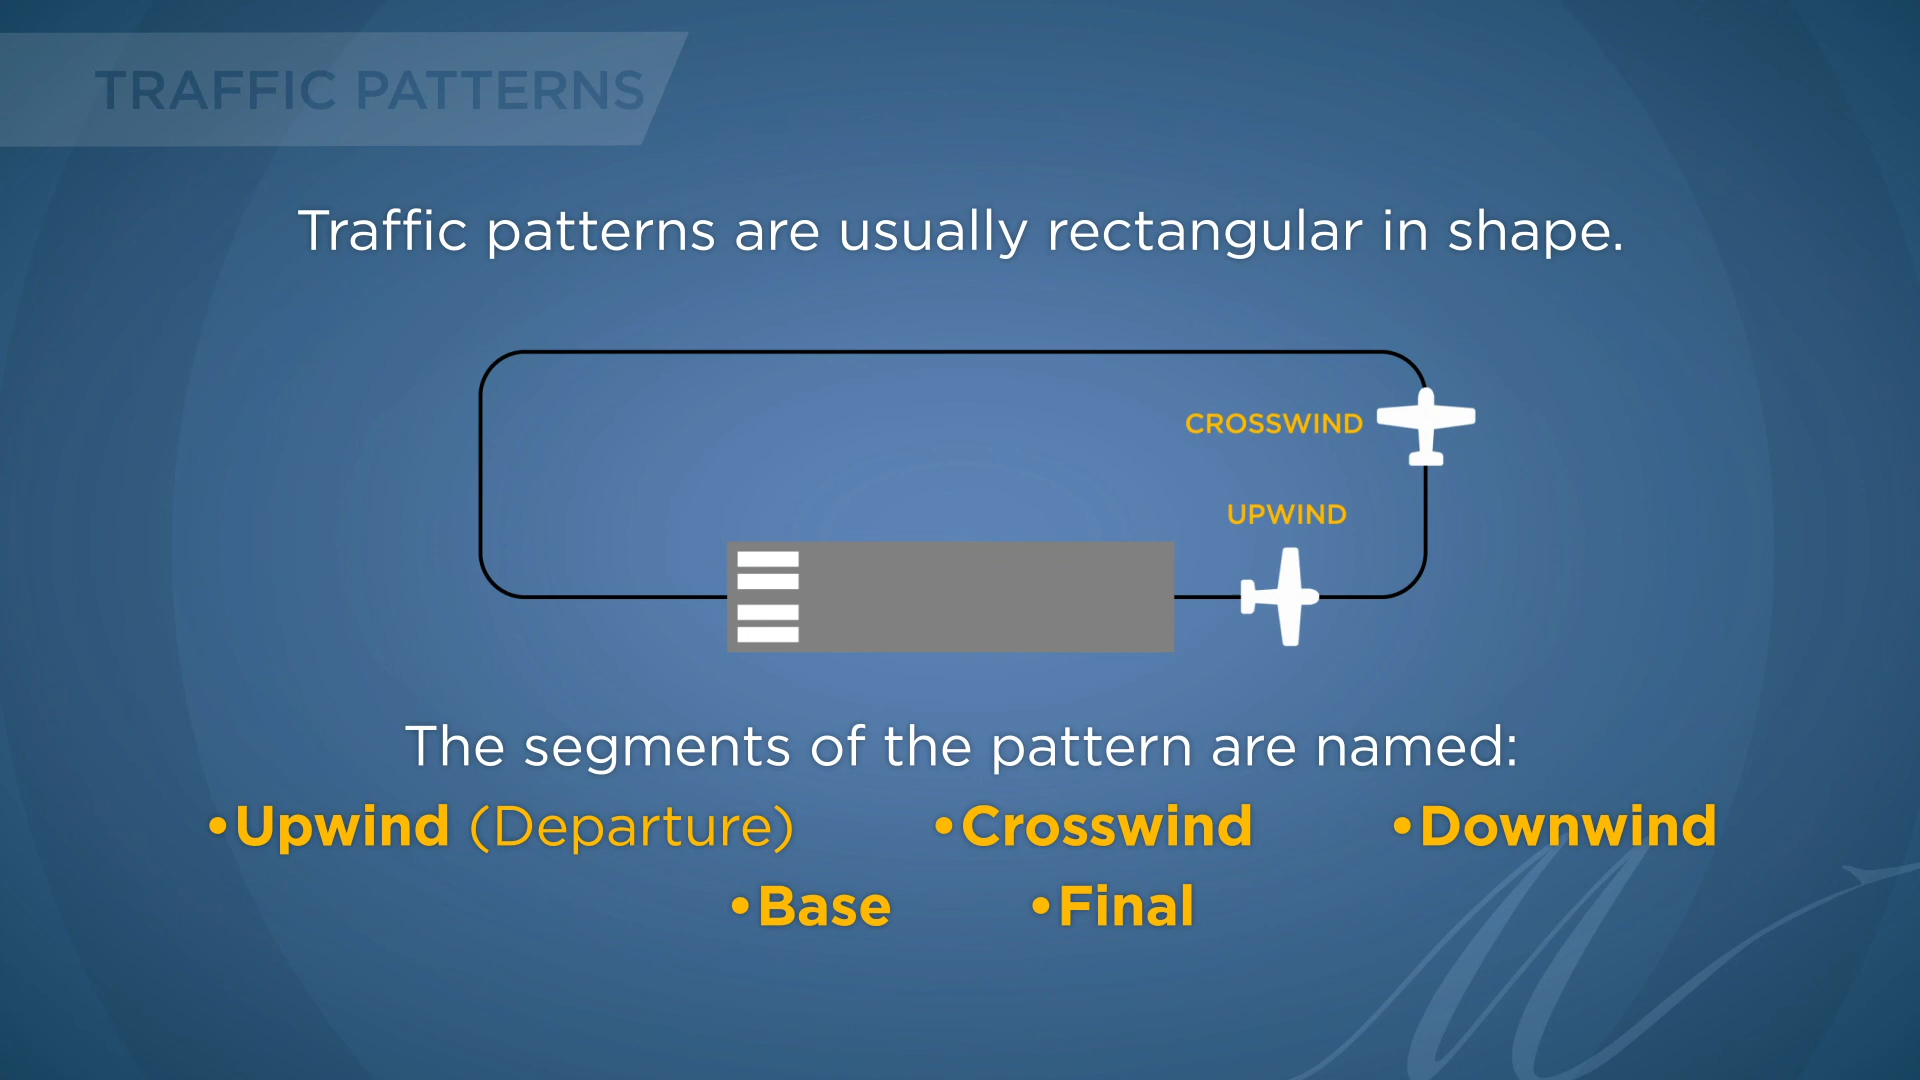 TRAFFIC PATTERNS
Traffic patterns are usually rectangular in shape.
CROSSWIND
UPWIND
The segments of the pattern are named:
•Upwind (Departure) •Crosswind •Downwind
•Base •Final